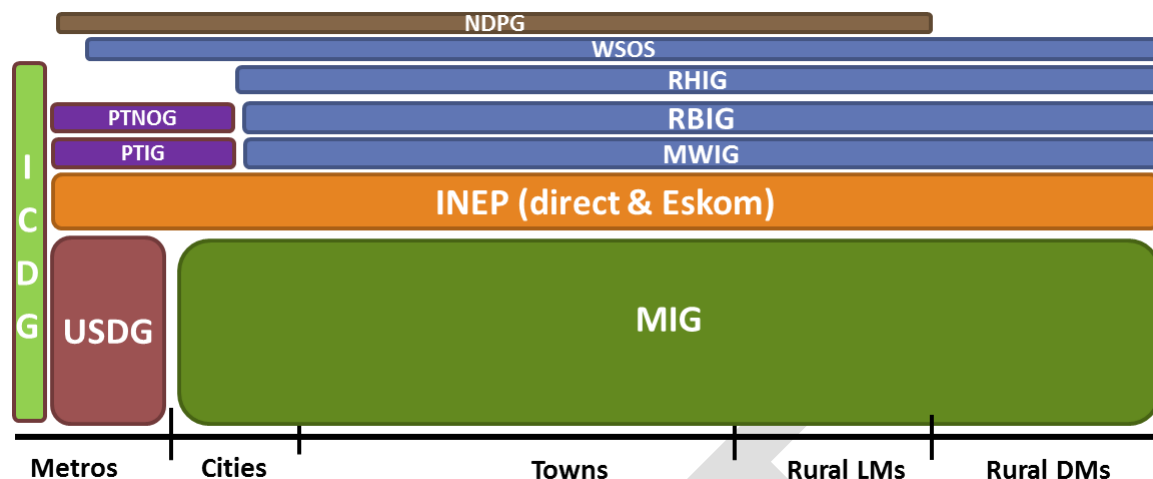 NDPG
WSOS
RHIG
PTNOG
RBIG
PTIG
MWIG
ICDG
INEP (direct & Eskom)
USDG
MIG
Metros
Cities
Towns
Rural LMs
Rural DMs